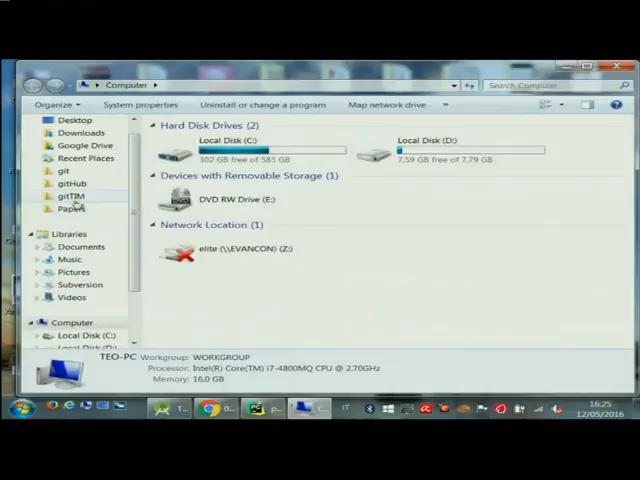 Computer
Search Computer
Organize
System properties
Uninstall or change a program
Map network drive
»
?
Desktop
Downloads
Google Drive
Recent Places
git
gitHub
gitTIM
Papers
Libraries
Documents
Music
Pictures
Subversion
Videos
Computer
Local Disk (C:)
Hard Disk Drives (2)
Local Disk (C:)
302 GB free of 585 GB
Local Disk (D:)
7,59 GB free of 7,79 GB
Devices with Removable Storage (1)
DVD RW Drive (E:)
Network Location (1)
elite (\\EVANCON) (Z:)
TEO-PC
Workgroup: WORKGROUP
Processor: Intel(R) Core(TM) i7-4800MQ CPU @ 2.70GHz
Memory: 16,0 GB
IT
16:25
12/05/2016